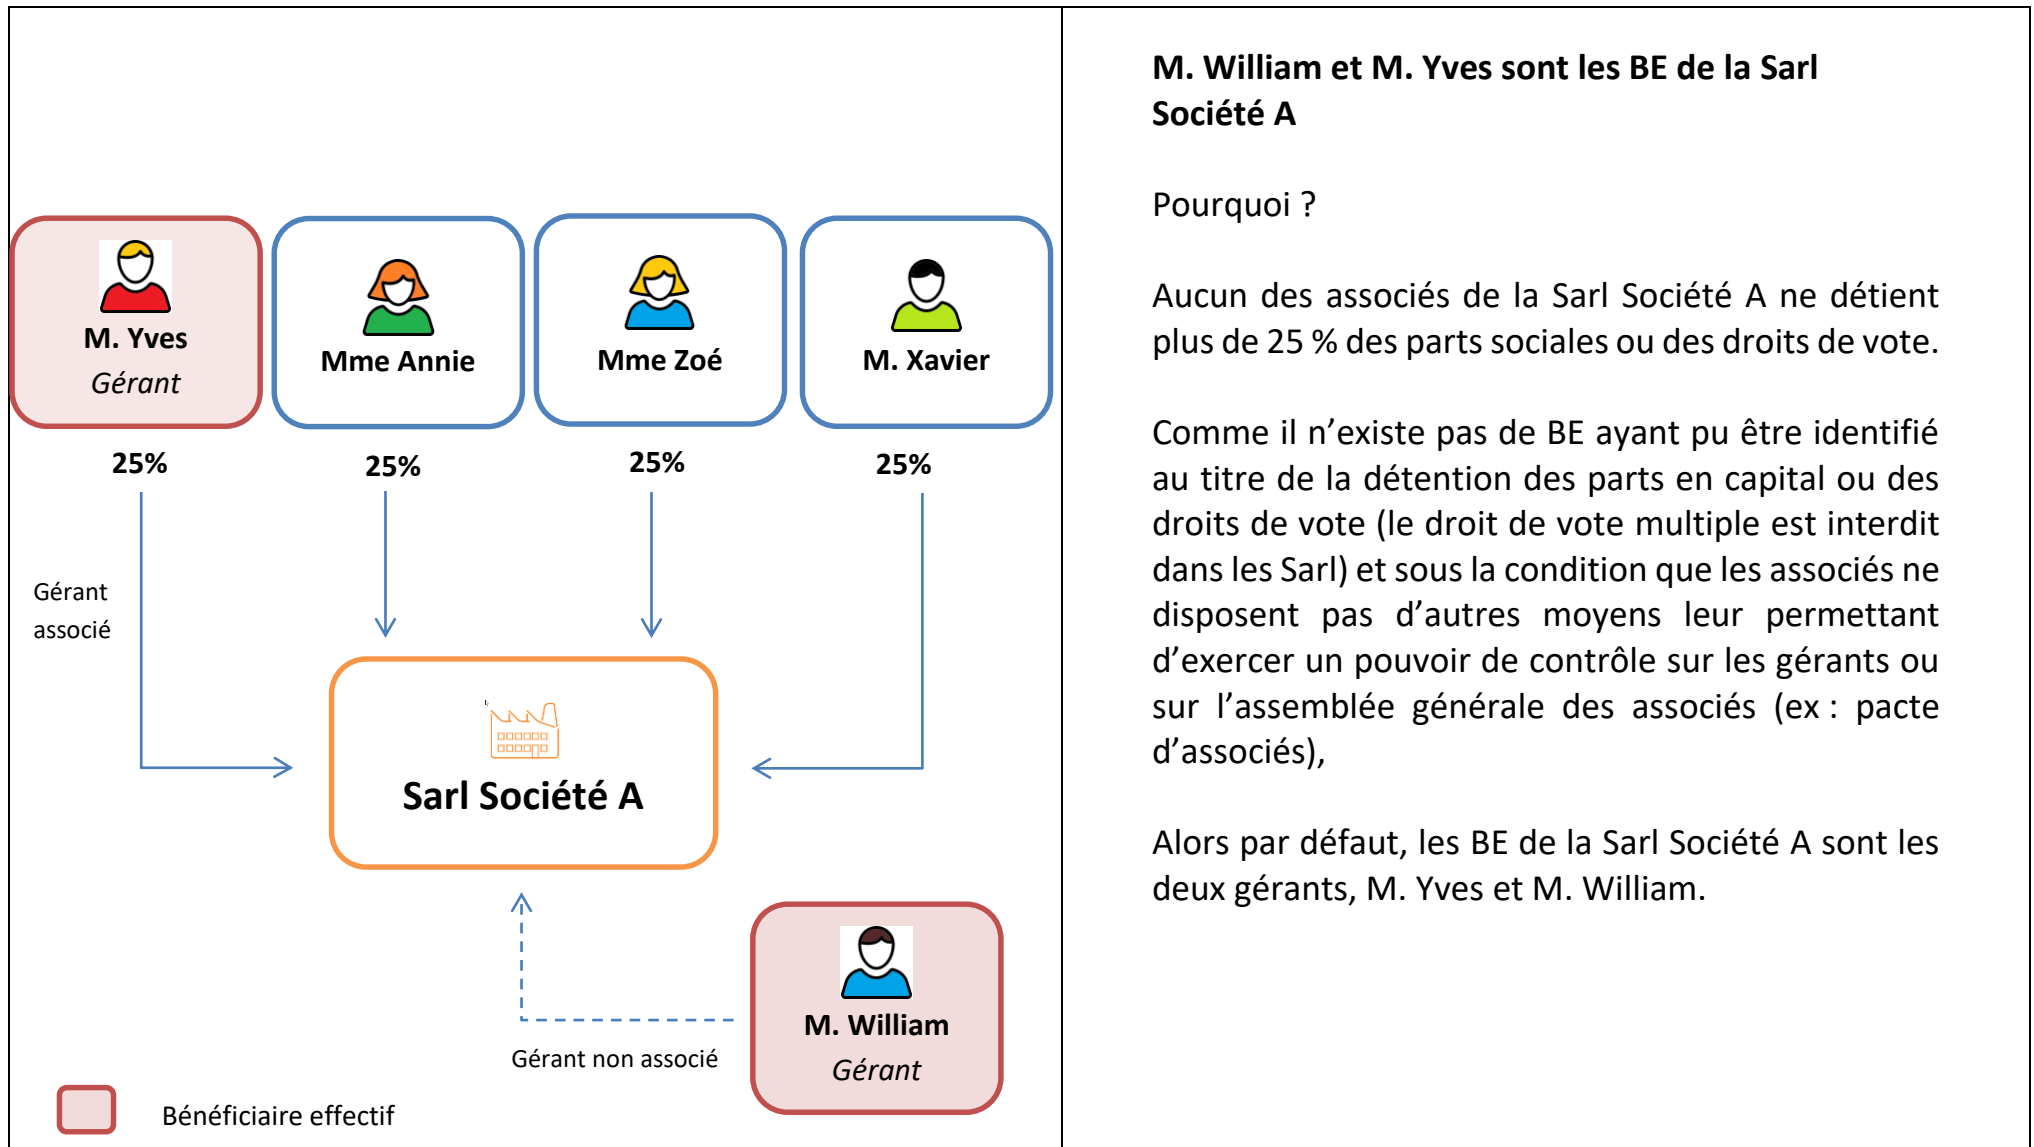 M. Yves
Gérant
Mme Annie
Mme Zoé
M. Xavier
25%
25%
25%
25%
Gérant
associé
Sarl Société A
M. William
Gérant
Gérant non associé
Bénéficiaire effectif
M. William et M. Yves sont les BE de la Sarl
Société A
Pourquoi ?
Aucun des associés de la Sarl Société A ne détient
plus de 25 % des parts sociales ou des droits de vote.
Comme il n’existe pas de BE ayant pu être identifié
au titre de la détention des parts en capital ou des
droits de vote (le droit de vote multiple est interdit
dans les Sarl) et sous la condition que les associés ne
disposent pas d’autres moyens leur permettant
d’exercer un pouvoir de contrôle sur les gérants ou
sur l’assemblée générale des associés (ex : pacte
d’associés),
Alors par défaut, les BE de la Sarl Société A sont les
deux gérants, M. Yves et M. William.